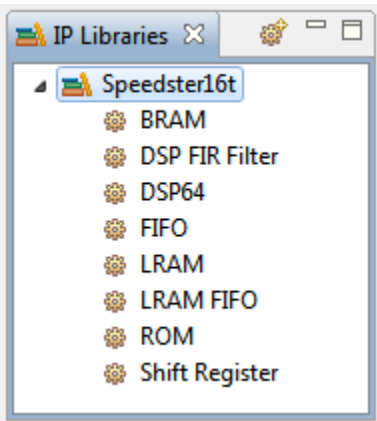 IP Libraries
Speedster16t
BRAM
DSP FIR Filter
DSP64
FIFO
LRAM
LRAM FIFO
ROM
Shift Register